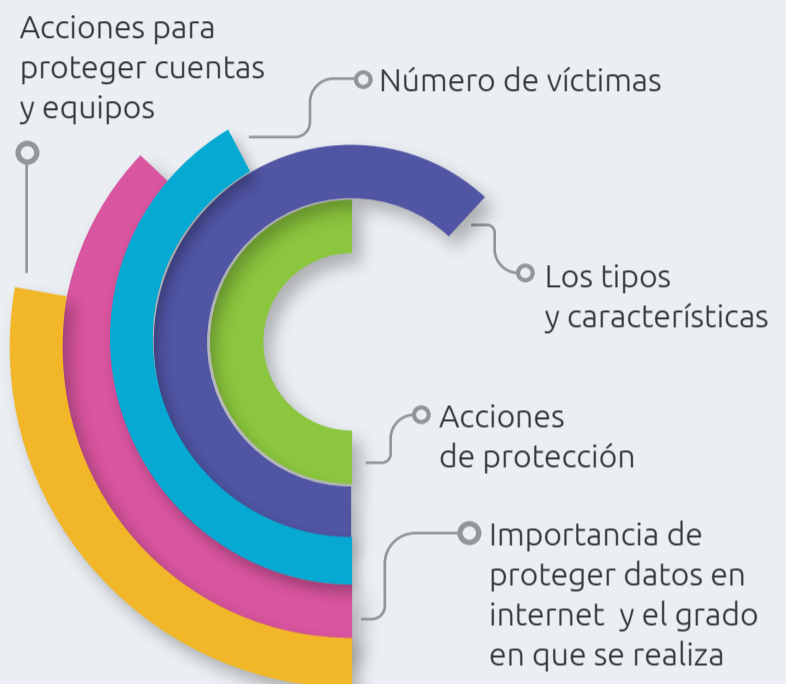 Acciones para
proteger cuentas
y equipos
Número de víctimas
Los tipos
y características
Acciones
de protección
Importancia de
proteger datos en
internet y el grado
en que se realiza